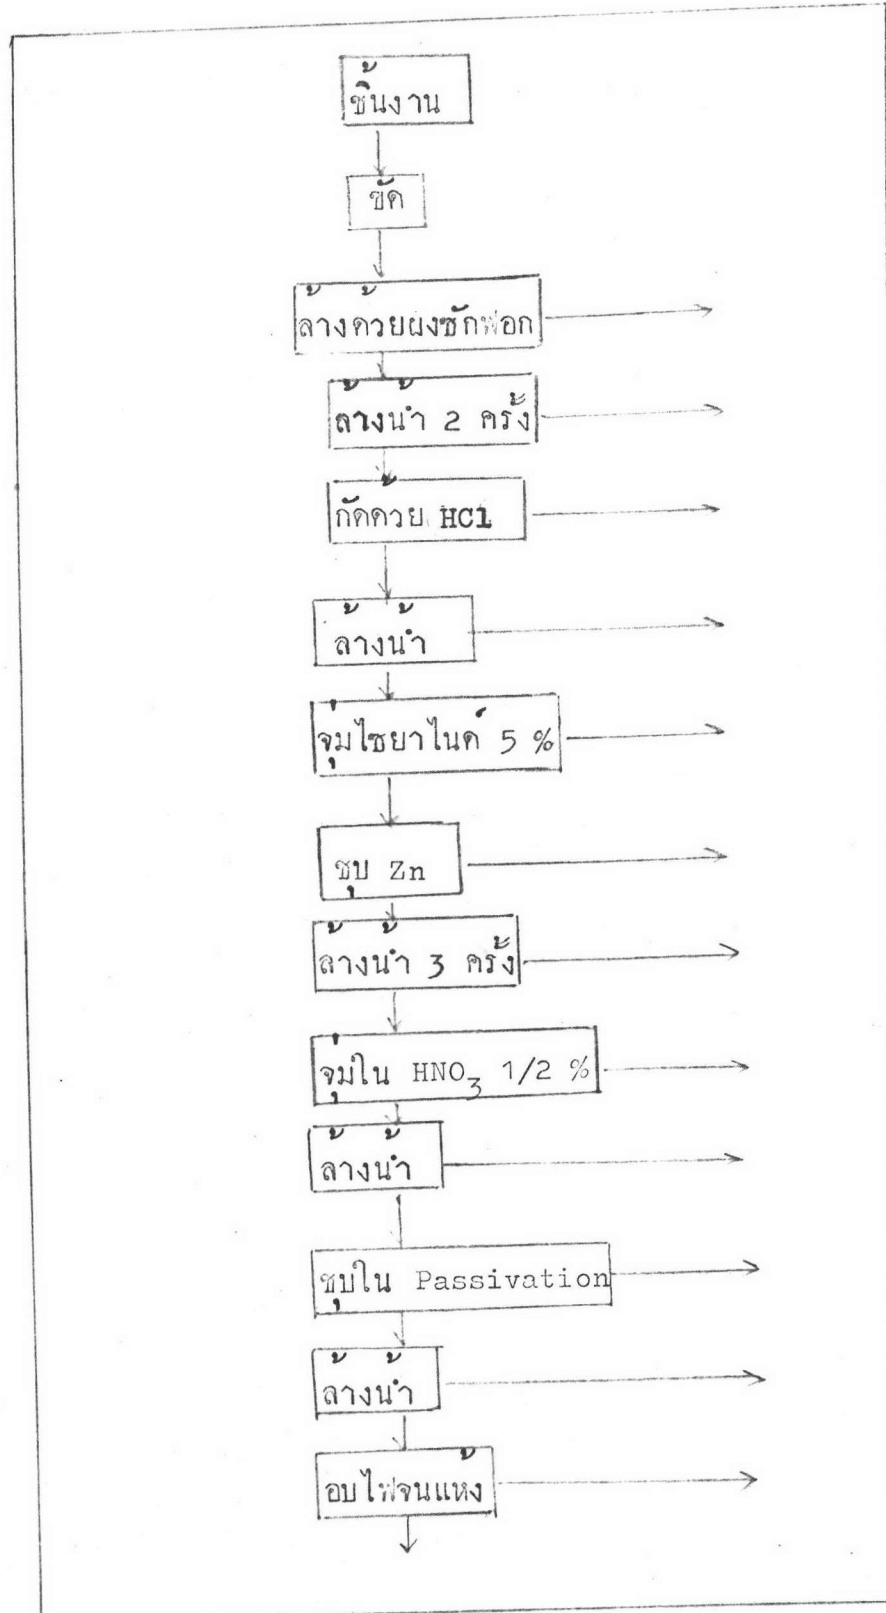 ชิ้นงาน
ขัด
ล้างด้วยผงซักฟอก
ล้างน้ำ 2 ครั้ง
กัดด้วย HCl
ล้างน้ำ
จุ่มไซยาไนด์ 5 %
ชุบ Zn
ล้างน้ำ 3 ครั้ง
จุ่มใน HNO3 1/2 %
ล้างน้ำ
ชุบใน Passivation
ล้างน้ำ
อบไฟจนแห้ง